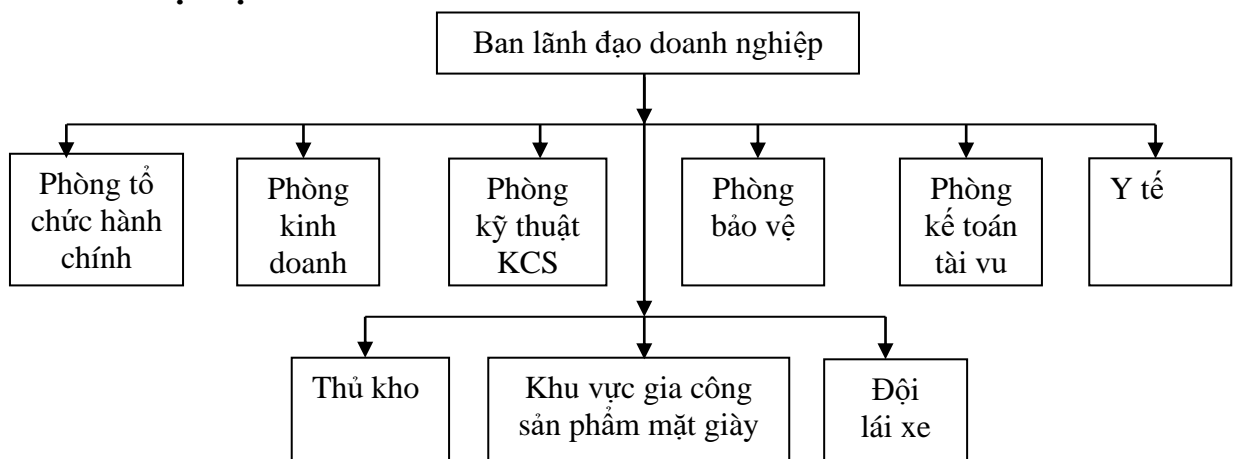 Ban lãnh đạo doanh nghiệp
Phòng tổ
chức hành
chính
Phòng
kinh
doanh
Phòng
kỹ thuật
KCS
Phòng
bảo vệ
Phòng
kế toán
tài vu
Y tế
Thủ kho
Khu vực gia công
sản phẩm mặt giày
Đội
lái xe